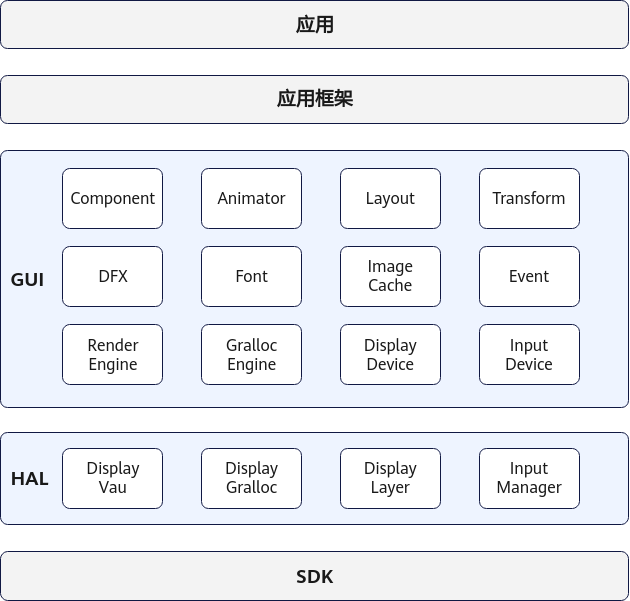 应用
应用框架
Component
Animator
Layout
Transform
GUI
DFX
Font
Image
Cache
Event
Render
Engine
Gralloc
Engine
Display
Device
Input
Device
HAL
Display
Vau
Display
Gralloc
Display
Layer
Input
Manager
SDK